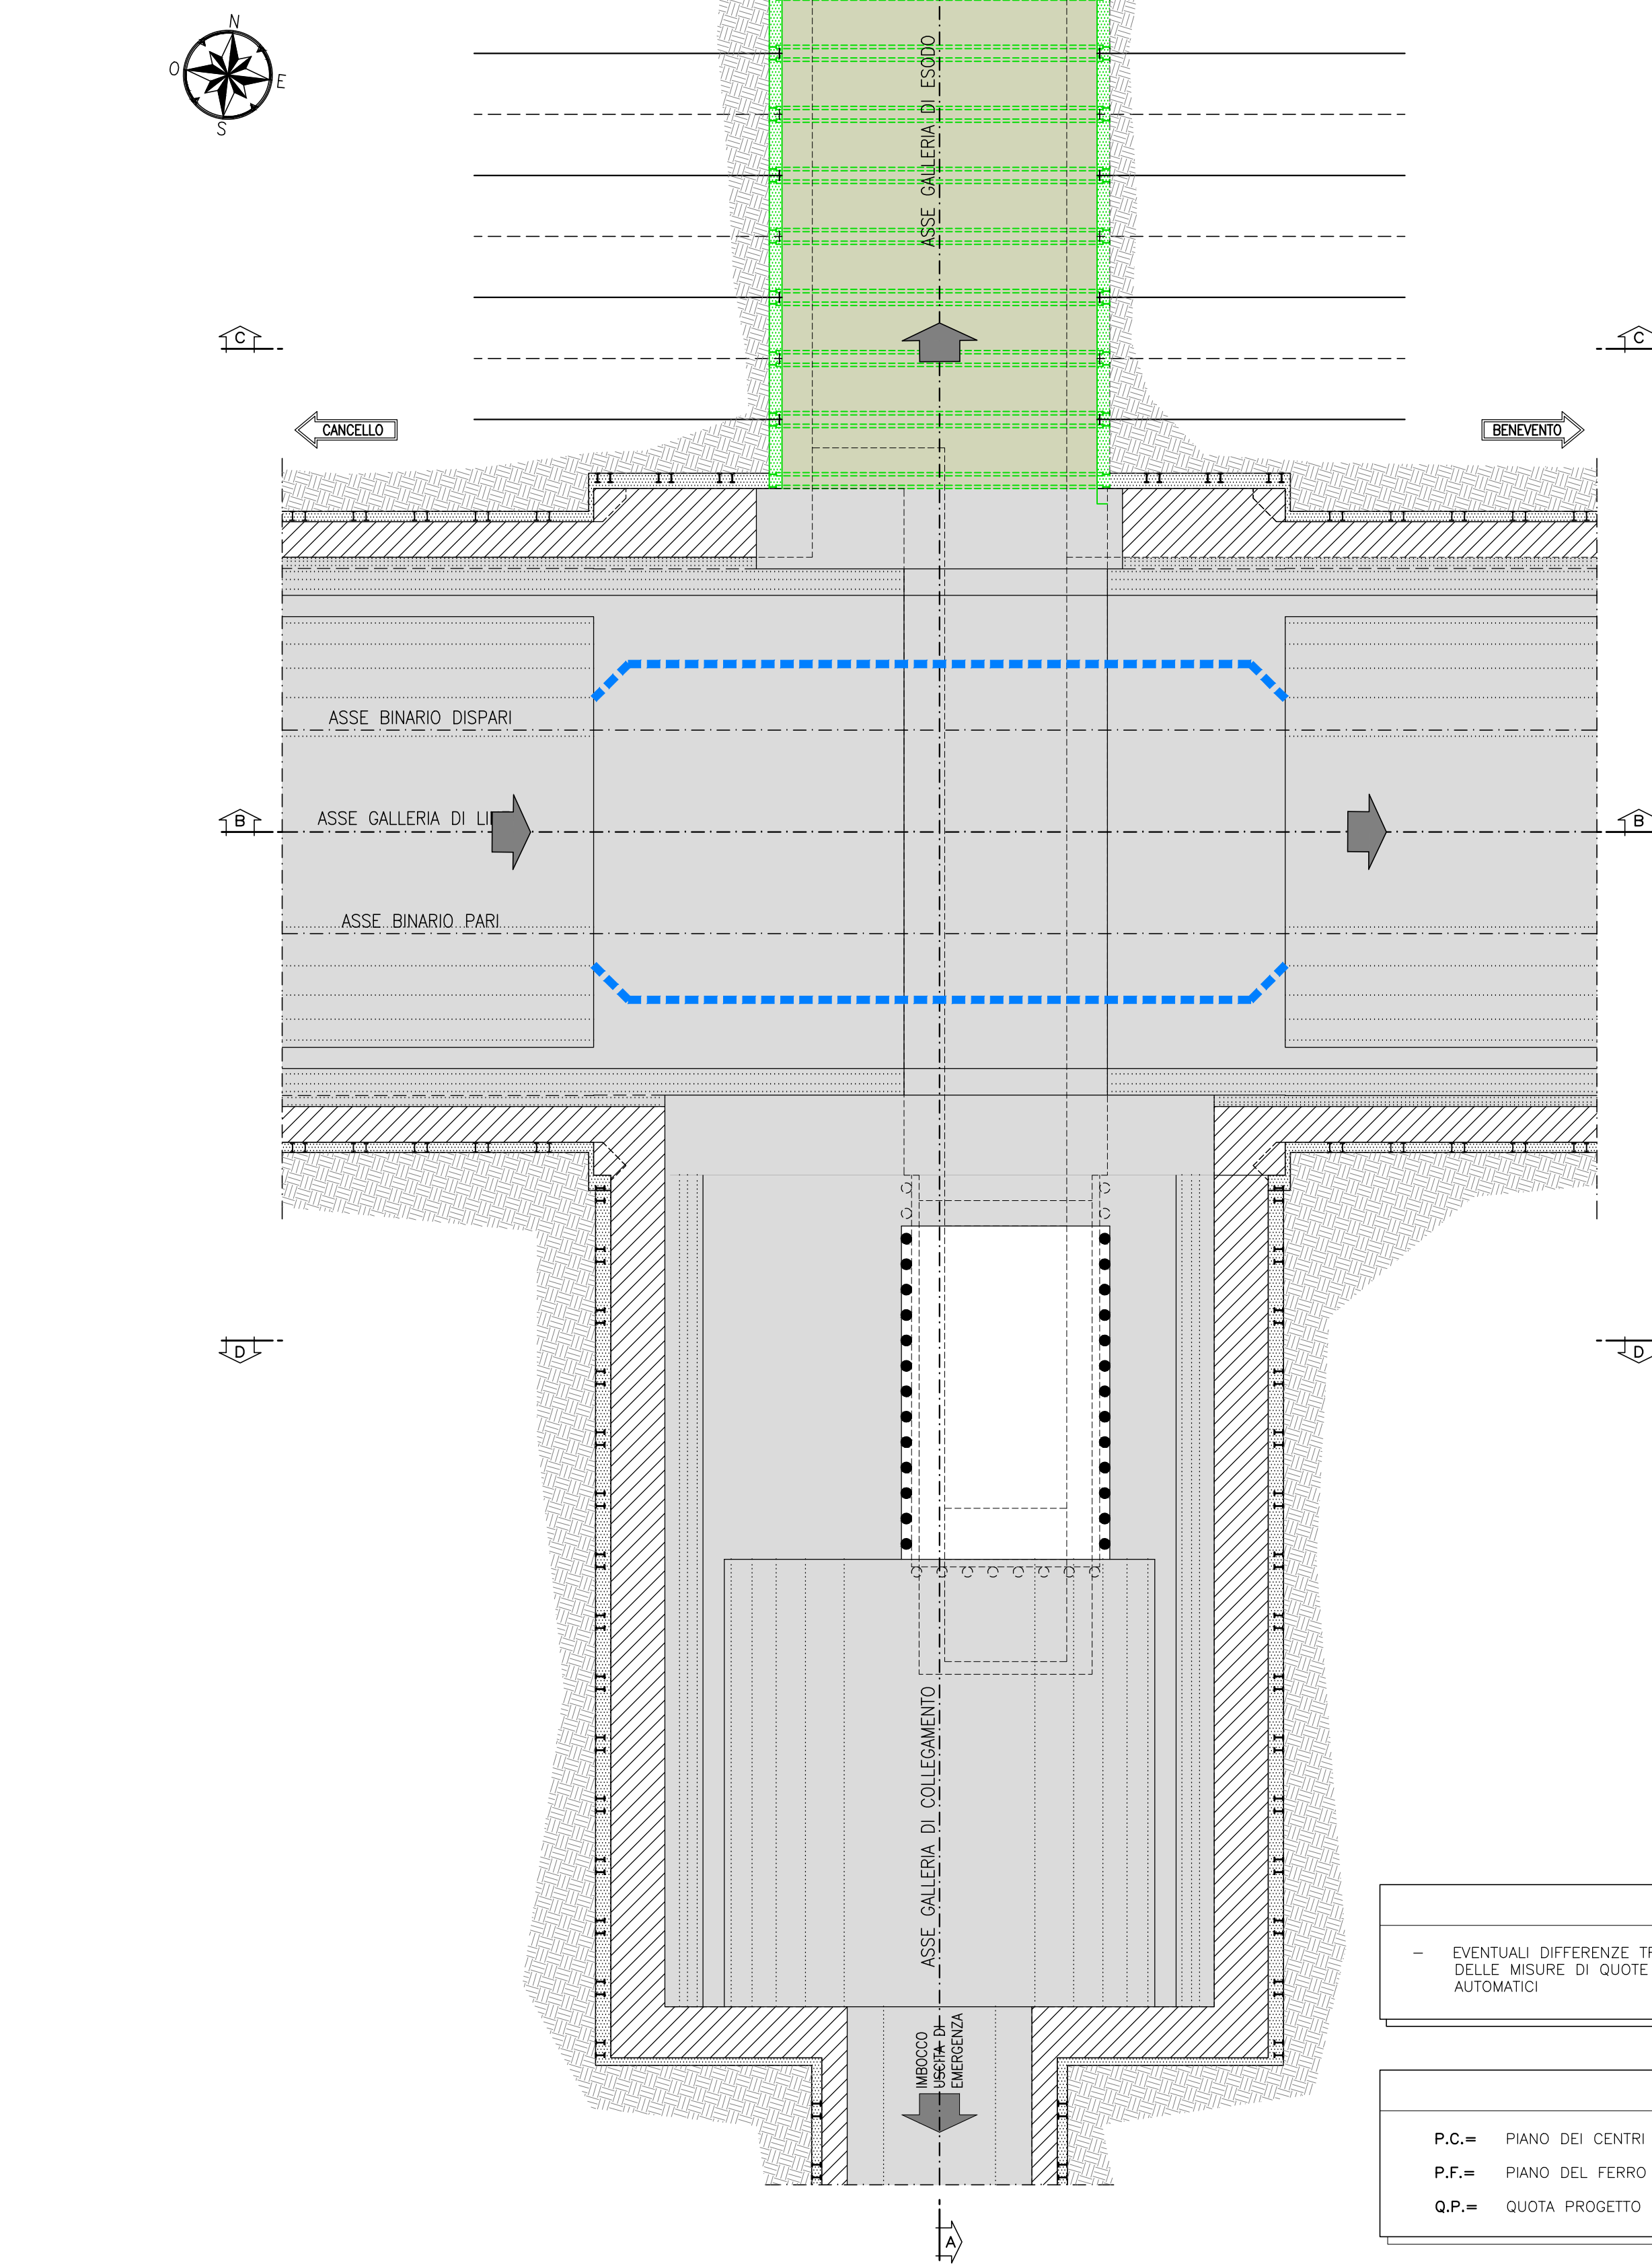 N
O
E
S
ASSE GALLERIA DI ESODO
C
C
CANCELLO
BENEVENTO
ASSE BINARIO DISPARI
B
ASSE GALLERIA DI
B
ASSE BINARIO PARI
D
D
ASSE GALLERIA DI COLLEGAMENTO
IMBOCCO
USCITA DI
EMERGENZA
A
– EVENTUALI DIFFERENZE
DELLE MISURE DI QUOTE
AUTOMATICI
P.C.= PIANO DEI CENTRI
P.F.= PIANO DEL FERRO
Q.P.= QUOTA PROGETTO